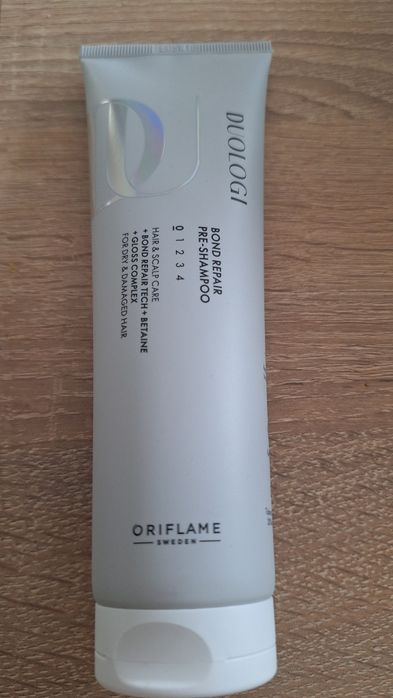 DUOLOGI
BOND REPAIR
PRE-SHAMPOO
0 1 2 3 4
HAIR & SCALP CARE
+ BOND REPAIR TECH + BETAINE
+ GLOSS COMPLEX
FOR DRY & DAMAGED HAIR
ORIFLAME
SWEDEN